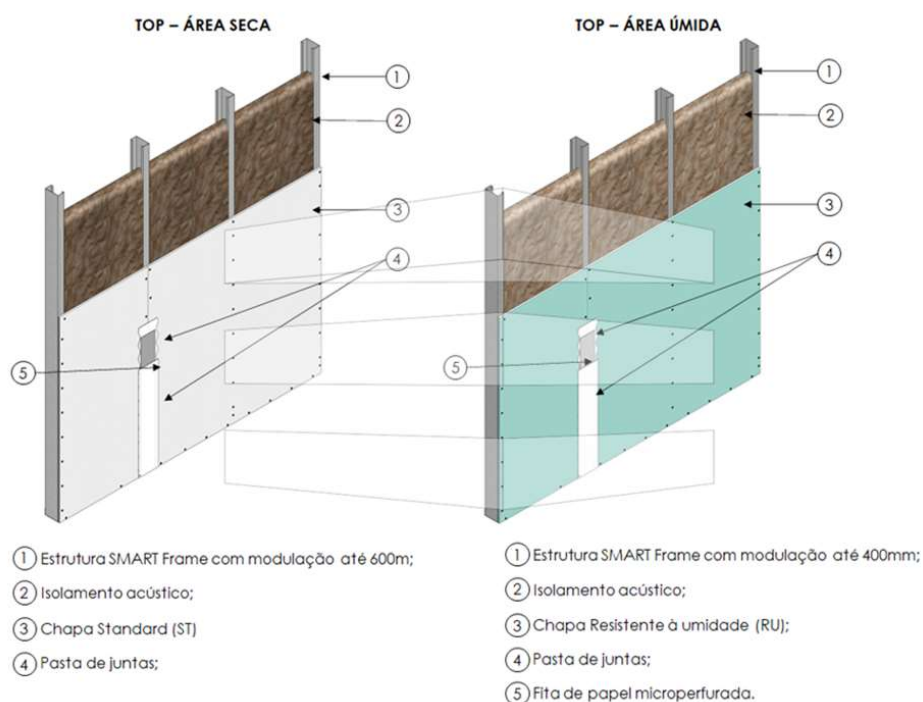 TOP – ÁREA SECA
1
2
3
4
5
1 Estrutura SMART Frame com modulação até 600m;
2 Isolamento acústico;
3 Chapa Standard (ST)
4 Pasta de juntas;
TOP – ÁREA ÚMIDA
1
2
3
4
5
1 Estrutura SMART Frame com modulação até 400mm;
2 Isolamento acústico;
3 Chapa Resistente à umidade (RU);
4 Pasta de juntas;
5 Fita de papel microperfurada.